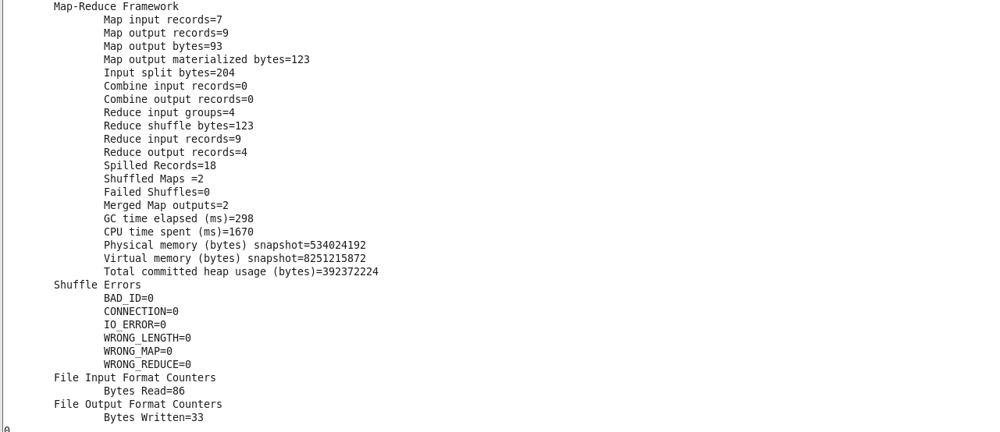 Map-Reduce Framework
Map input records=7
Map output records=9
Map output bytes=93
Map output materialized bytes=123
Input split bytes=204
Combine input records=0
Combine output records=0
Reduce input groups=4
Reduce shuffle bytes=123
Reduce input records=9
Reduce output records=4
Spilled Records=18
Shuffled Maps =2
Failed Shuffles=0
Merged Map outputs=2
GC time elapsed (ms)=298
CPU time spent (ms)=1670
Physical memory (bytes) snapshot=534024192
Virtual memory (bytes) snapshot=8251215872
Total committed heap usage (bytes)=392372224
Shuffle Errors
BAD_ID=0
CONNECTION=0
IO_ERROR=0
WRONG_LENGTH=0
WRONG_MAP=0
WRONG_REDUCE=0
File Input Format Counters
Bytes Read=86
File Output Format Counters
Bytes Written=33
0